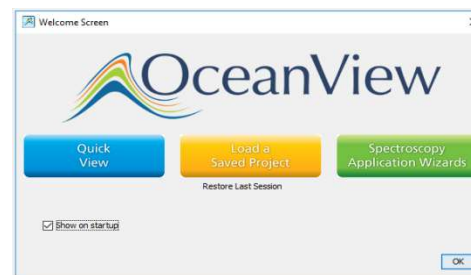 Welcome Screen
OceanView
Quick
View
Load a
Saved Project
Spectroscopy
Application Wizards
Restore Last Session
Show on startup
OK